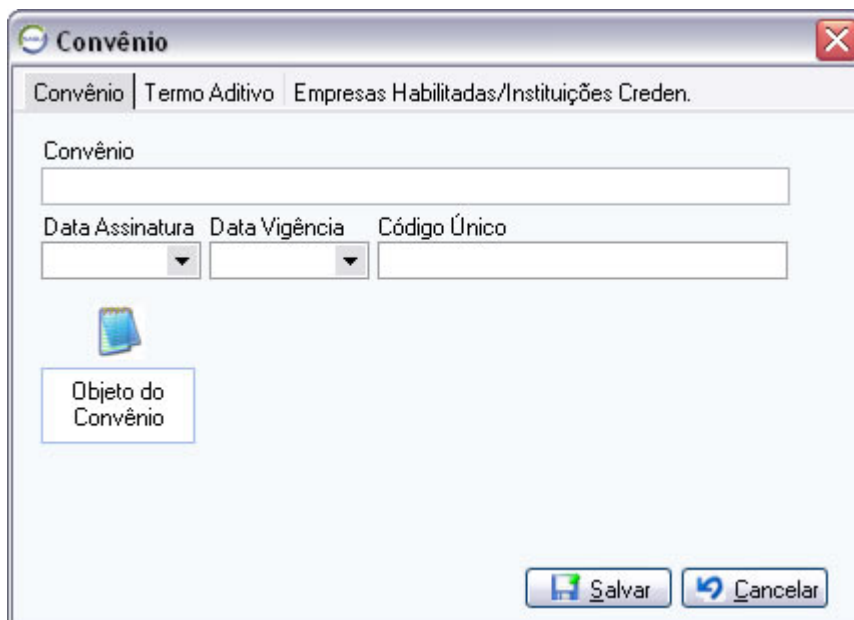 Convênio
Convênio Termo Aditivo Empresas Habilitadas/Instituições Creden.
Convênio
Data Assinatura Data Vigência Código Único
Objeto do
Convênio
Salvar Cancelar